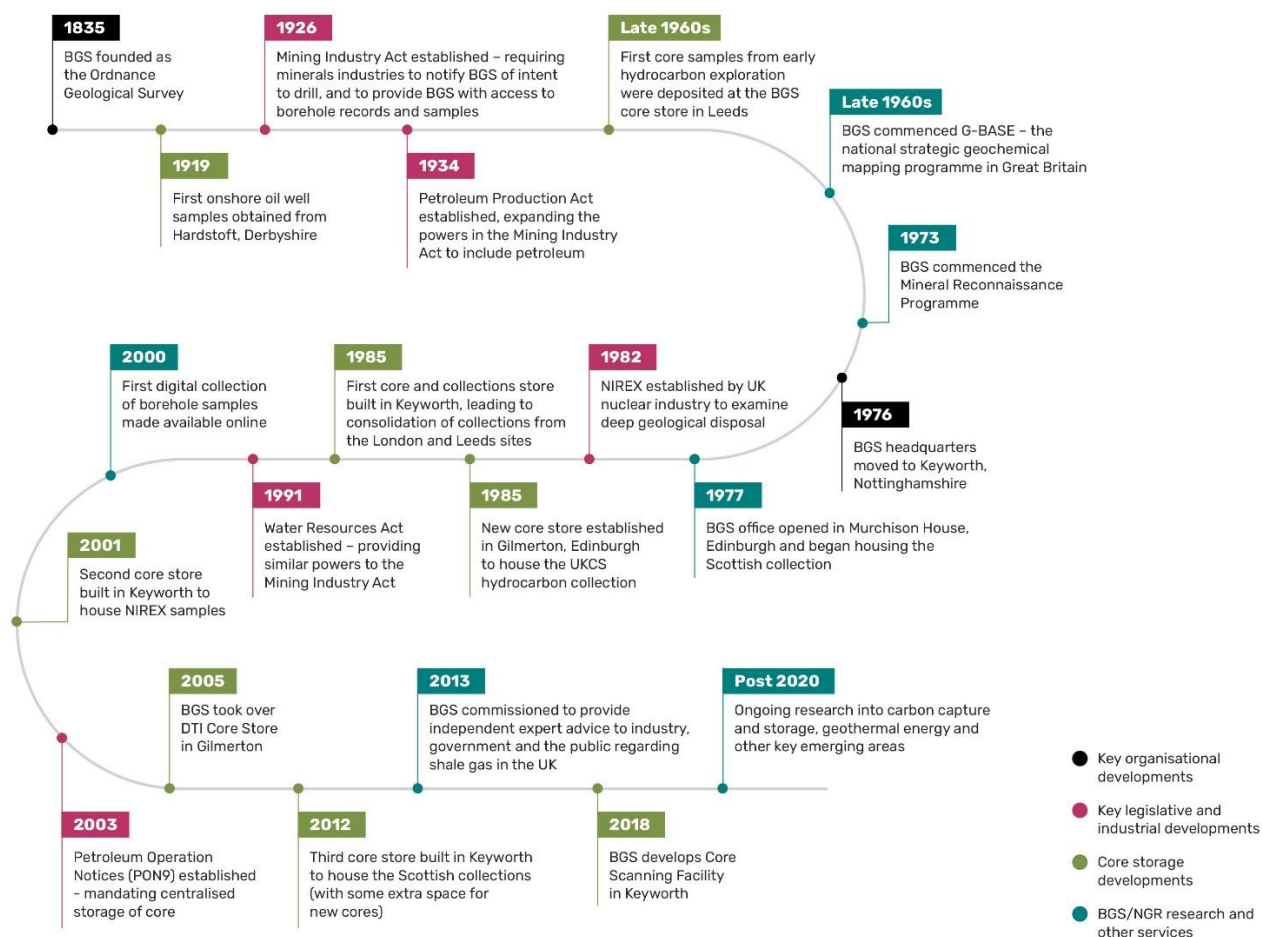 1835
BGS founded as
the Ordnance
Geological Survey
1919
First onshore oil well
samples obtained from
Hardstoft, Derbyshire
1926
Mining Industry Act established – requiring
minerals industries to notify BGS of intent
to drill, and to provide BGS with access to
borehole records and samples
1934
Petroleum Production Act
established, expanding the
powers in the Mining Industry
Act to include petroleum
Late 1960s
First core samples from early
hydrocarbon exploration
were deposited at the BGS
core store in Leeds
Late 1960s
BGS commenced G-BASE – the
national strategic geochemical
mapping programme in Great Britain
1973
BGS commenced the
Mineral Reconnaissance
Programme
1976
BGS headquarters
moved to Keyworth,
Nottinghamshire
1977
BGS office opened in Murchison House,
Edinburgh and began housing the
Scottish collection
1982
NIREX established by UK
nuclear industry to examine
deep geological disposal
1985
New core store established
in Gilmerton, Edinburgh
to house the UKCS
hydrocarbon collection
1985
First core and collections store
built in Keyworth, leading to
consolidation of collections from
the London and Leeds sites
1991
Water Resources Act
established – providing
similar powers to the
Mining Industry Act
2000
First digital collection
of borehole samples
made available online
2001
Second core store
built in Keyworth to
house NIREX samples
2003
Petroleum Operation
Notices (PON9) established
- mandating centralised
storage of core
2005
BGS took over
DTI Core Store
in Gilmerton
2012
Third core store built in Keyworth
to house the Scottish collections
(with some extra space for
new cores)
2013
BGS commissioned to provide
independent expert advice to industry,
government and the public regarding
shale gas in the UK
2018
BGS develops Core
Scanning Facility
in Keyworth
Post 2020
Ongoing research into carbon capture
and storage, geothermal energy and
other key emerging areas
Key organisational
developments
Key legislative and
industrial developments
Core storage
developments
BGS/NGR research and
other services